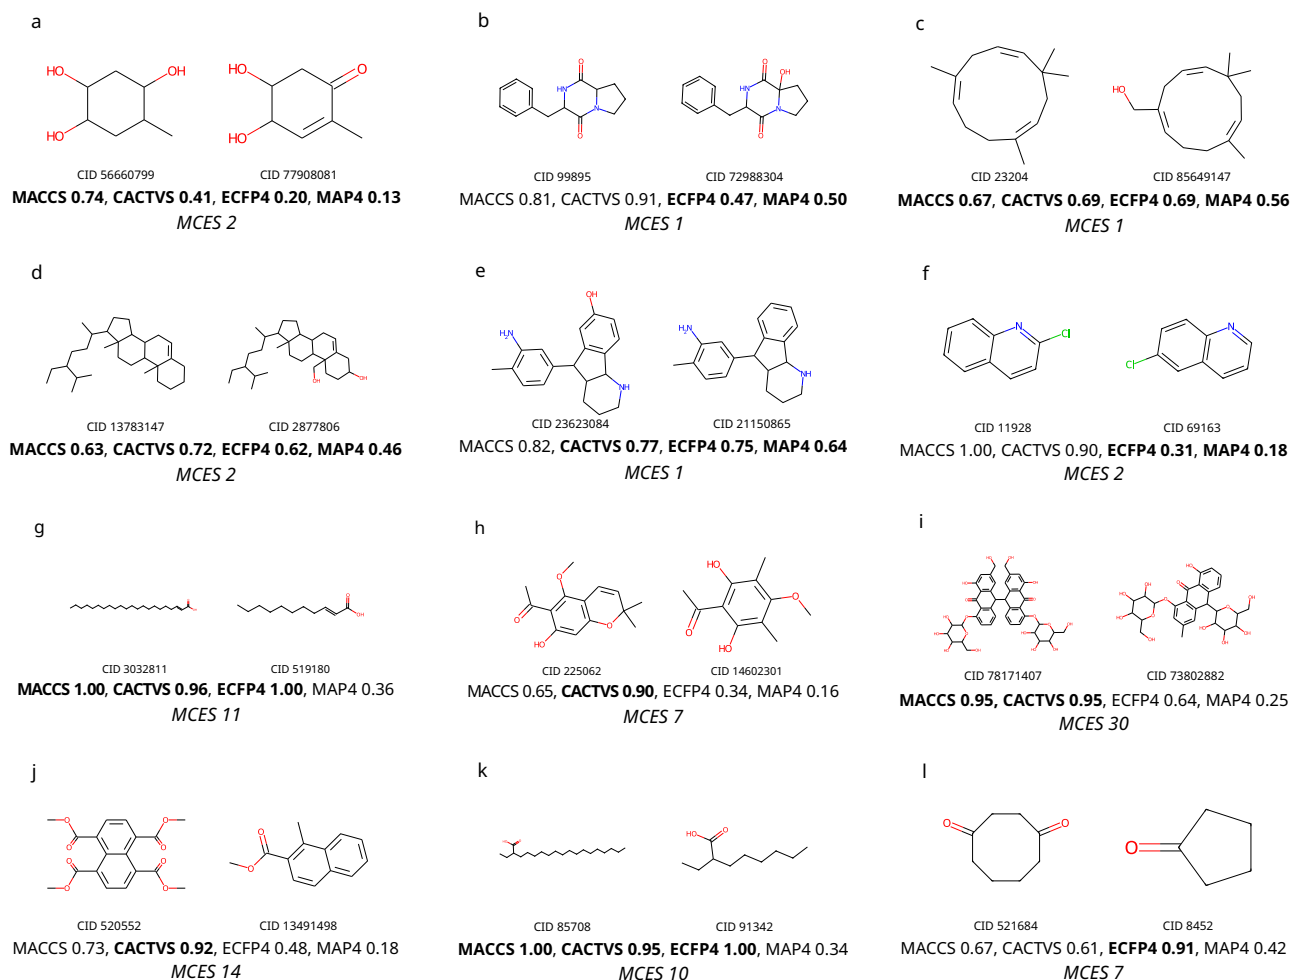 a
HO
OH
HO
CID 56660799
HO
O
HO
CID 77908081
MACCS 0.74, CACTVS 0.41, ECFP4 0.20, MAP4 0.13
MCES 2
b
O
HN
N
O
CID 99895
O
OH
HN
N
O
CID 72988304
MACCS 0.81, CACTVS 0.91, ECFP4 0.47, MAP4 0.50
MCES 1
c
CID 23204
HO
CID 85649147
MACCS 0.67, CACTVS 0.69, ECFP4 0.69, MAP4 0.56
MCES 1
d
CID 13783147
OH
OH
CID 2877806
MACCS 0.63, CACTVS 0.72, ECFP4 0.62, MAP4 0.46
MCES 2
e
OH
H₂N
NH
CID 23623084
H₂N
NH
CID 21150865
MACCS 0.82, CACTVS 0.77, ECFP4 0.75, MAP4 0.64
MCES 1
f
N
Cl
CID 11928
N
Cl
CID 69163
MACCS 1.00, CACTVS 0.90, ECFP4 0.31, MAP4 0.18
MCES 2
g
CID 3032811
O
OH
CID 519180
MACCS 1.00, CACTVS 0.96, ECFP4 1.00, MAP4 0.36
MCES 11
h
O
O
HO
O
CID 225062
HO
O
O
HO
CID 14602301
MACCS 0.65, CACTVS 0.90, ECFP4 0.34, MAP4 0.16
MCES 7
i
CID 78171407
CID 73802882
MACCS 0.95, CACTVS 0.95, ECFP4 0.64, MAP4 0.25
MCES 30
j
O
O
O
O
O
O
O
O
CID 520552
O
O
CID 13491498
MACCS 0.73, CACTVS 0.92, ECFP4 0.48, MAP4 0.18
MCES 14
k
CID 85708
HO
O
CID 91342
MACCS 1.00, CACTVS 0.95, ECFP4 1.00, MAP4 0.34
MCES 10
l
O
O
CID 521684
O
CID 8452
MACCS 0.67, CACTVS 0.61, ECFP4 0.91, MAP4 0.42
MCES 7